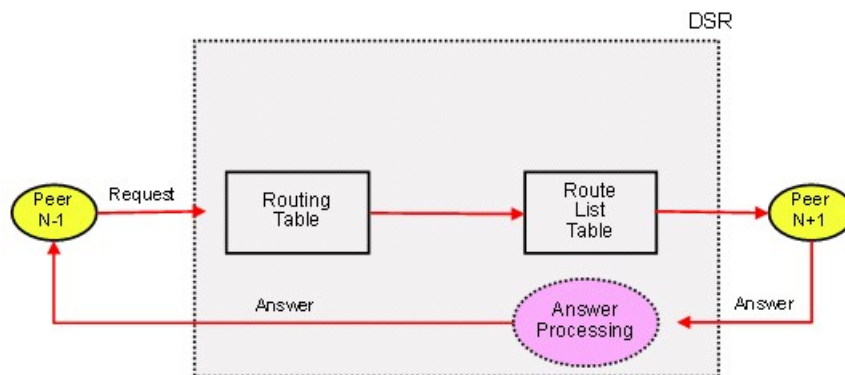 DSR
Peer
N-1
Request
Routing
Table
Route
List
Table
Peer
N+1
Answer
Answer
Processing
Answer